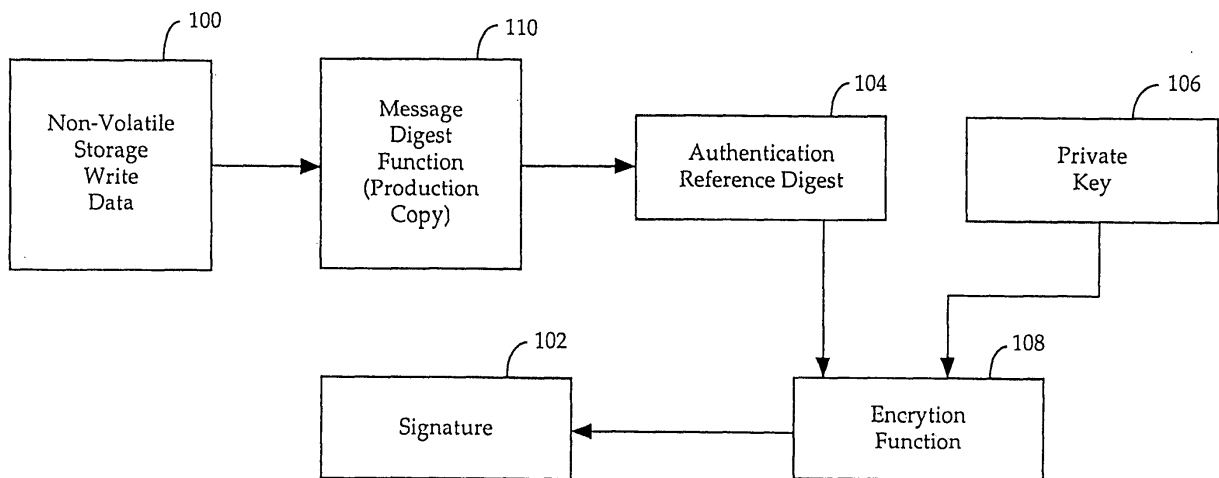 100
Non-Volatile
Storage
Write
Data
110
Message
Digest
Function
(Production
Copy)
104
Authentication
Reference Digest
106
Private
Key
102
Signature
108
Encrytion
Function